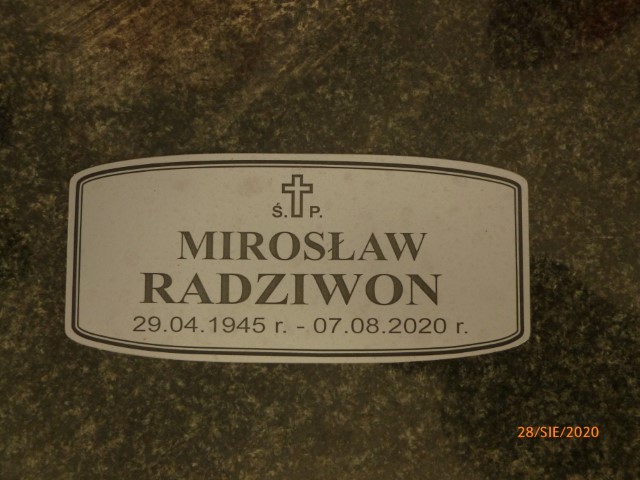 Ś. P.
MIROSŁAW
RADZIWON
29.04.1945 r. - 07.08.2020 r.
28/SIE/2020